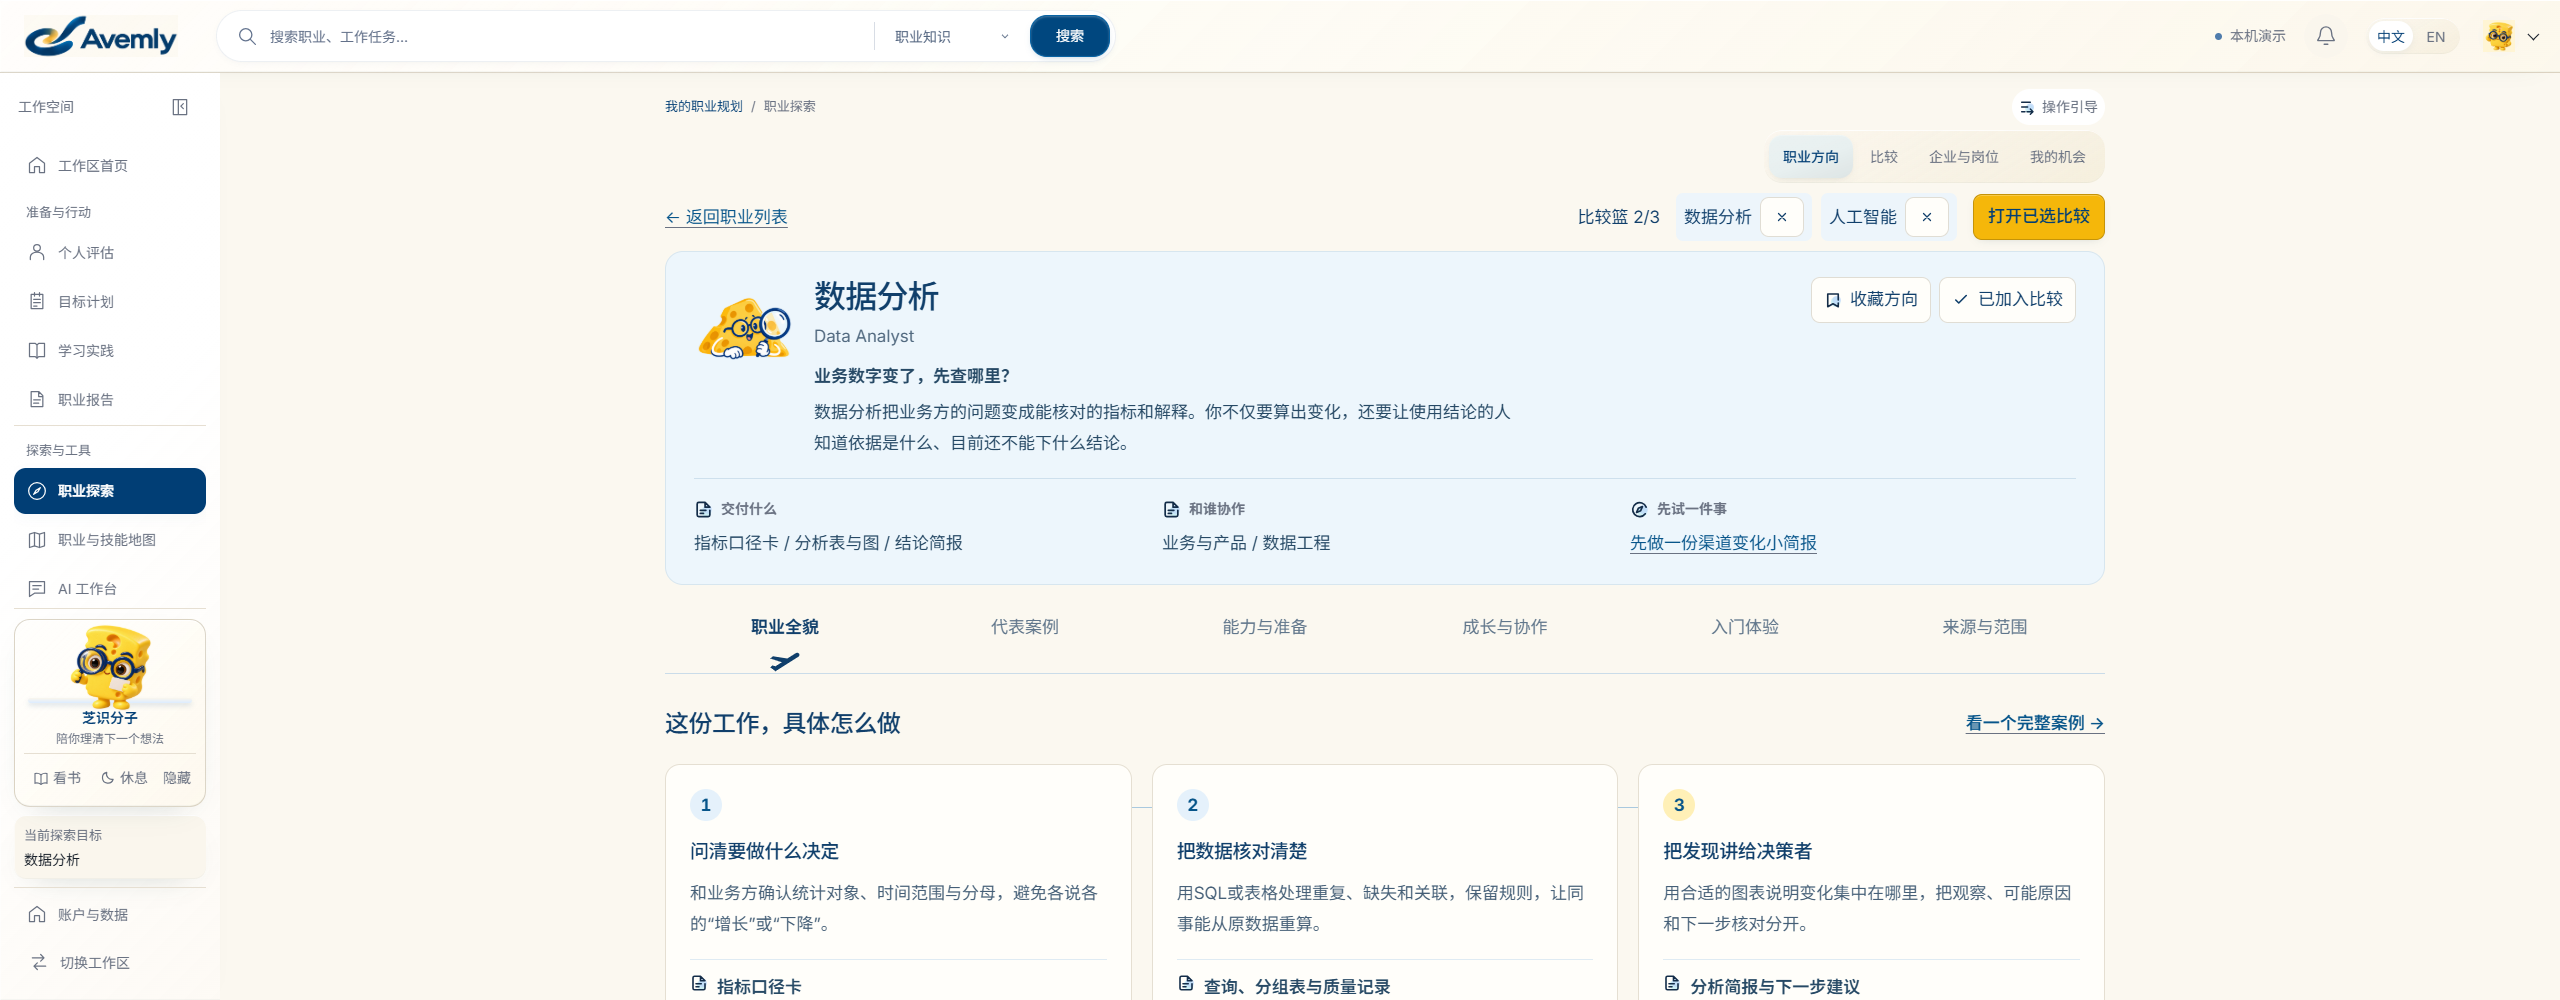 Avemly
搜索职业、工作任务...
职业知识
搜索
本机演示
中文
EN
工作空间
工作区首页
准备与行动
个人评估
目标计划
学习实践
职业报告
探索与工具
职业探索
职业与技能地图
AI 工作台
芝识分子
陪你理清下一个想法
看书
休息
隐藏
当前探索目标
数据分析
账户与数据
切换工作区
我的职业规划 / 职业探索
操作引导
职业方向
比较
企业与岗位
我的机会
← 返回职业列表
比较篮 2/3
数据分析 ×
人工智能 ×
打开已选比较
数据分析
Data Analyst
收藏方向
已加入比较
业务数字变了，先查哪里？
数据分析把业务方的问题变成能核对的指标和解释。你不仅要算出变化，还要让使用结论的人
知道依据是什么、目前还不能下什么结论。
交付什么
指标口径卡 / 分析表与图 / 结论简报
和谁协作
业务与产品 / 数据工程
先试一件事
先做一份渠道变化小简报
职业全貌
代表案例
能力与准备
成长与协作
入门体验
来源与范围
这份工作，具体怎么做
看一个完整案例 →
1
问清要做什么决定
和业务方确认统计对象、时间范围与分母，避免各说各
的“增长”或“下降”。
指标口径卡
2
把数据核对清楚
用SQL或表格处理重复、缺失和关联，保留规则，让同
事能从原数据重算。
查询、分组表与质量记录
3
把发现讲给决策者
用合适的图表说明变化集中在哪里，把观察、可能原因
和下一步核对分开。
分析简报与下一步建议